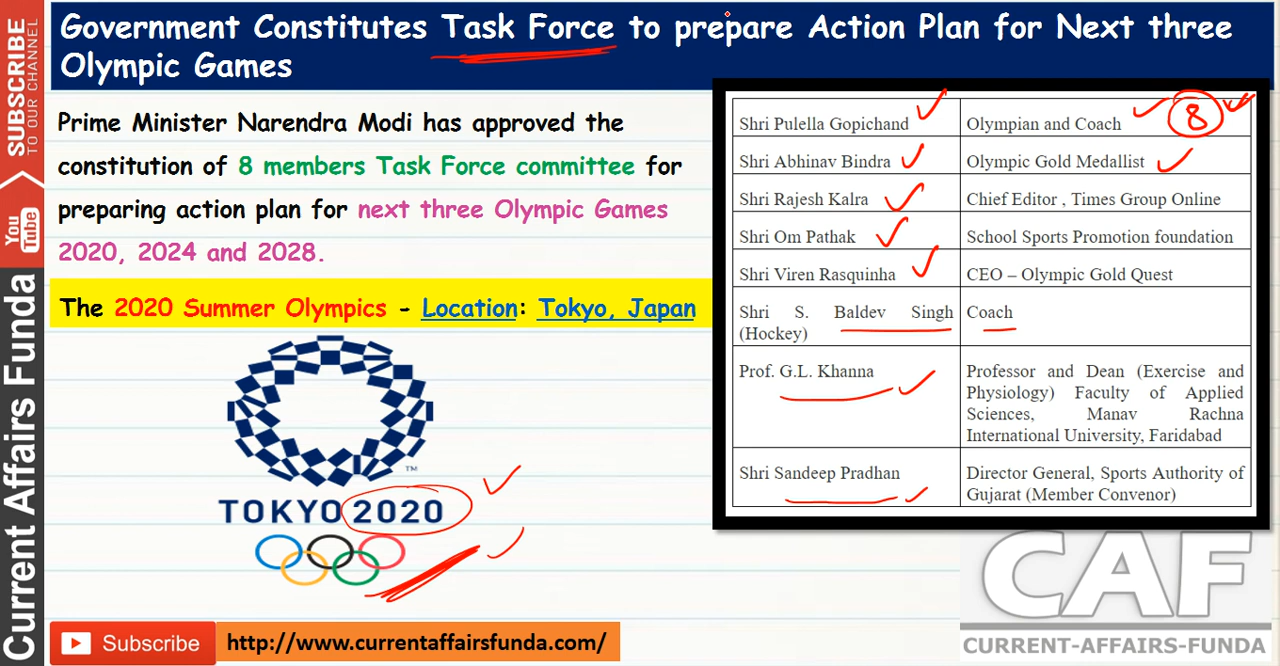 Government Constitutes Task Force to prepare Action Plan for Next three
Olympic Games
SUBSCRIBE
TO OUR CHANNEL
You
Tube
Current Affairs Funda
Prime Minister Narendra Modi has approved the
constitution of 8 members Task Force committee for
preparing action plan for next three Olympic Games
2020, 2024 and 2028.
The 2020 Summer Olympics - Location: Tokyo, Japan
TM
TOKYO 2020
Shri Pulella Gopichand Olympian and Coach 8
Shri Abhinav Bindra Olympic Gold Medallist
Shri Rajesh Kalra Chief Editor , Times Group Online
Shri Om Pathak School Sports Promotion foundation
Shri Viren Rasquinha CEO – Olympic Gold Quest
Shri S. Baldev Singh Coach
(Hockey)
Prof. G.L. Khanna Professor and Dean (Exercise and
Physiology) Faculty of Applied
Sciences, Manav Rachna
International University, Faridabad
Shri Sandeep Pradhan Director General, Sports Authority of
Gujarat (Member Convenor)
CAF
CURRENT-AFFAIRS-FUNDA
Subscribe http://www.currentaffairsfunda.com/